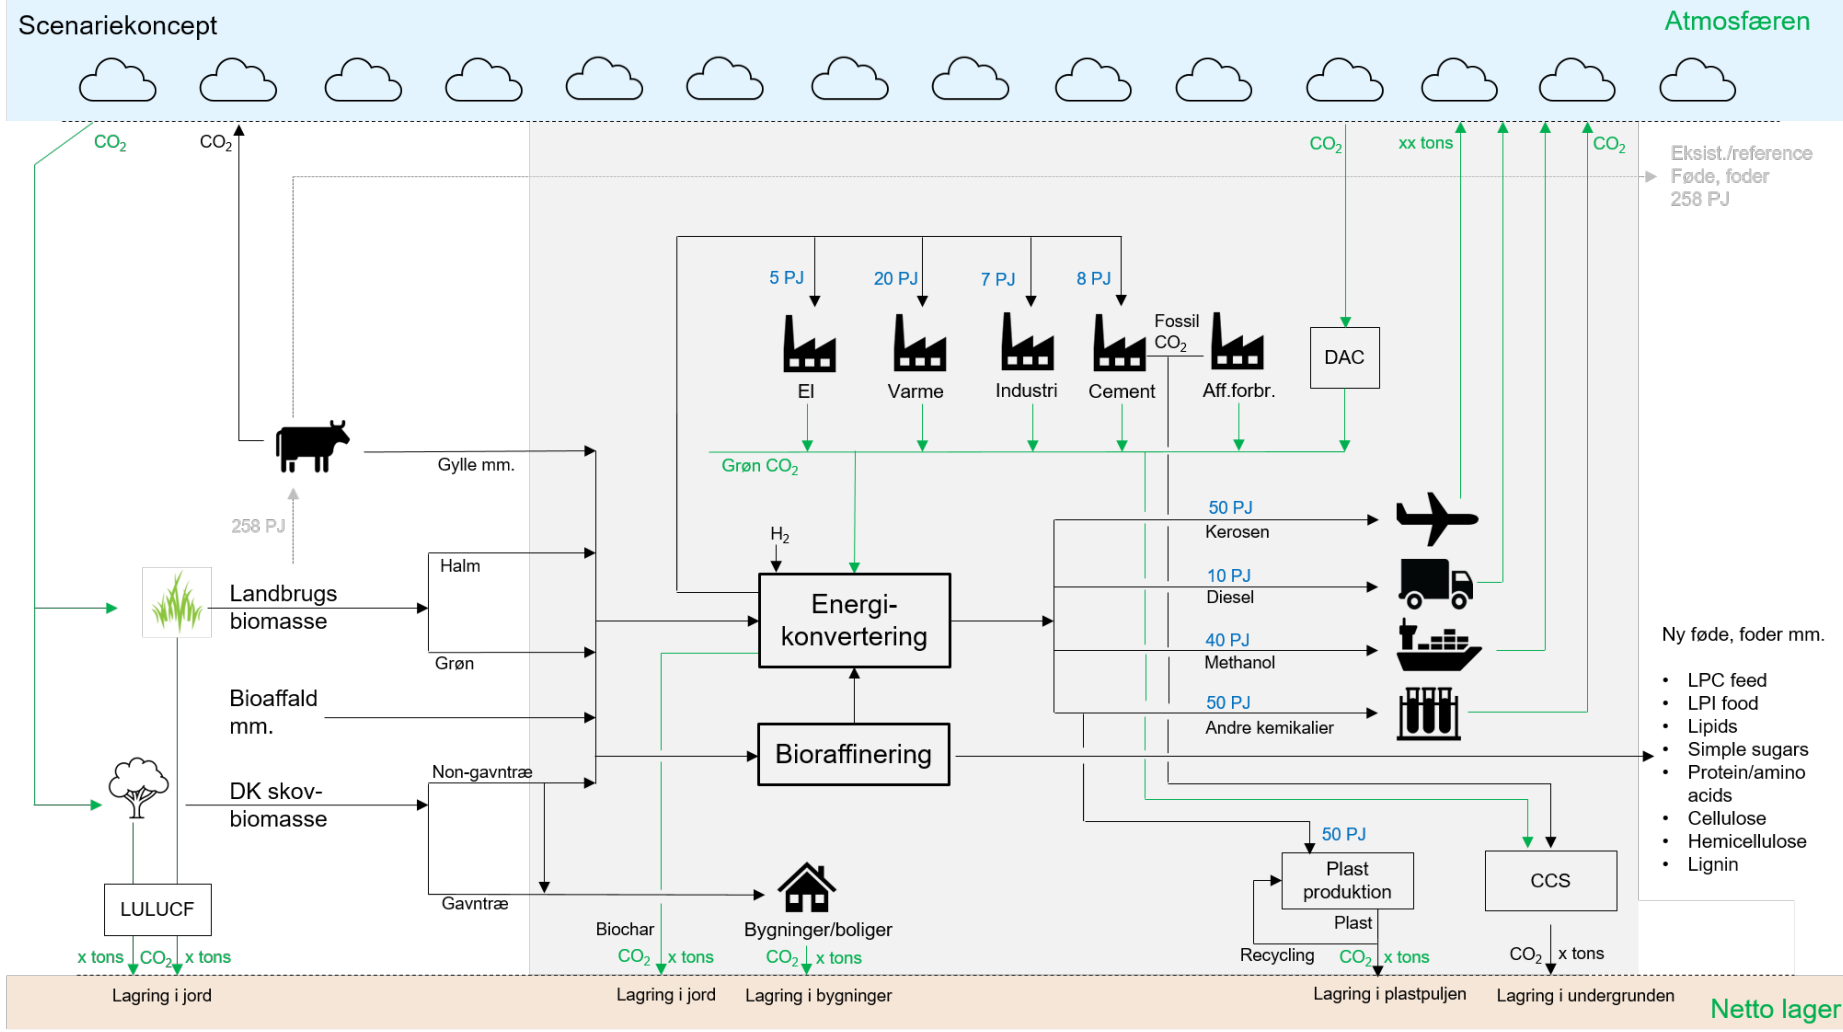 Scenariekoncept
Atmosfæren
CO2
CO2
CO2
xx tons
CO2
Eksist./reference
Føde, foder
258 PJ
5 PJ
20 PJ
7 PJ
8 PJ
Fossil
CO2
DAC
El
Varme
Industri
Cement
Aff.forbr.
Gylle mm.
Grøn CO2
258 PJ
50 PJ
Kerosen
H2
Halm
Landbrugs
biomasse
Energi-
konvertering
10 PJ
Diesel
Grøn
40 PJ
Methanol
Ny føde, foder mm.
Bioaffald
mm.
50 PJ
Andre kemikalier
• LPC feed
• LPI food
• Lipids
• Simple sugars
• Protein/amino
acids
• Cellulose
• Hemicellulose
• Lignin
Bioraffinering
Non-gavntræ
DK skov-
biomasse
50 PJ
Plast
produktion
CCS
LULUCF
Gavntræ
Biochar
Bygninger/boliger
Plast
Recycling
x tons
CO2
x tons
CO2
x tons
CO2
x tons
CO2
x tons
CO2
x tons
Lagring i jord
Lagring i jord
Lagring i bygninger
Lagring i plastpuljen
Lagring i undergrunden
Netto lager